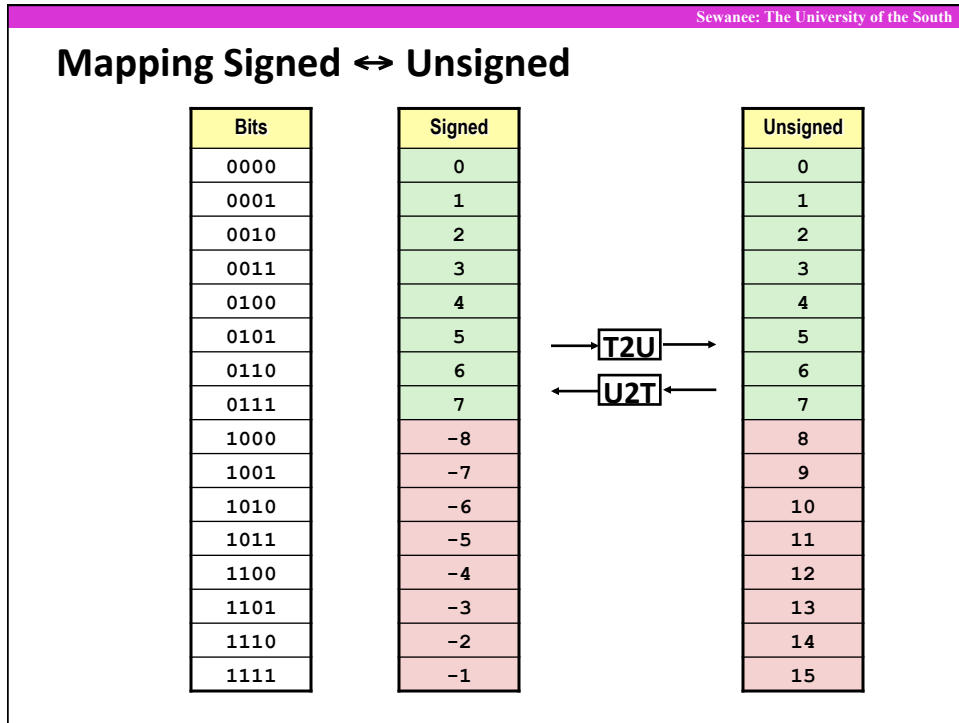 Sewanee: The University of the South
Mapping Signed ↔ Unsigned
Bits Signed Unsigned
0000 0 0
0001 1 1
0010 2 2
0011 3 3
0100 4 4
0101 5 5
T2U
0110 6 6
U2T
0111 7 7
1000 -8 8
1001 -7 9
1010 -6 10
1011 -5 11
1100 -4 12
1101 -3 13
1110 -2 14
1111 -1 15